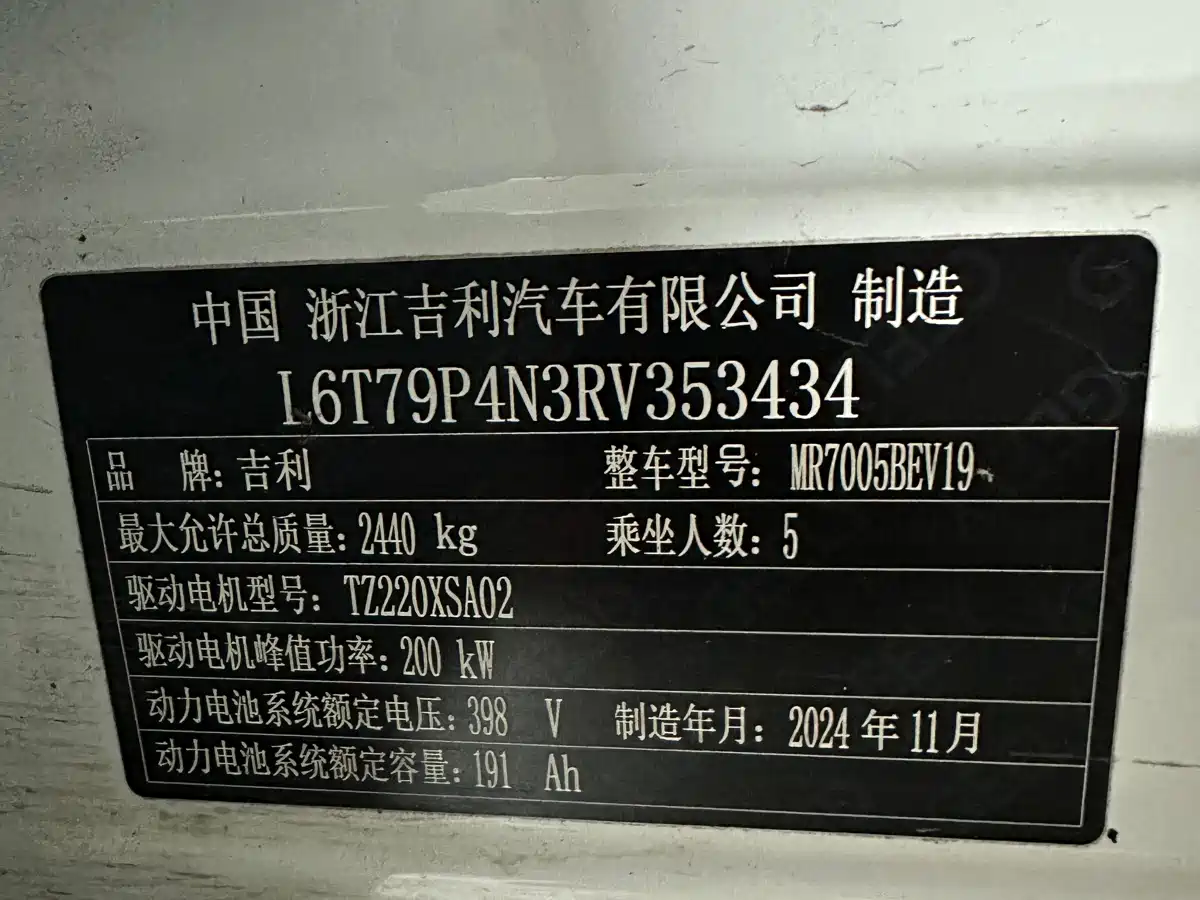 中国 浙江吉利汽车有限公司 制造
L6T79P4N3RV353434
品 牌: 吉利 整车型号: MR7005BEV19
最大允许总质量: 2440 kg 乘坐人数: 5
驱动电机型号: TZ220XSA02
驱动电机峰值功率: 200 kW
动力电池系统额定电压: 398 V 制造年月: 2024 年 11月
动力电池系统额定容量: 191 Ah